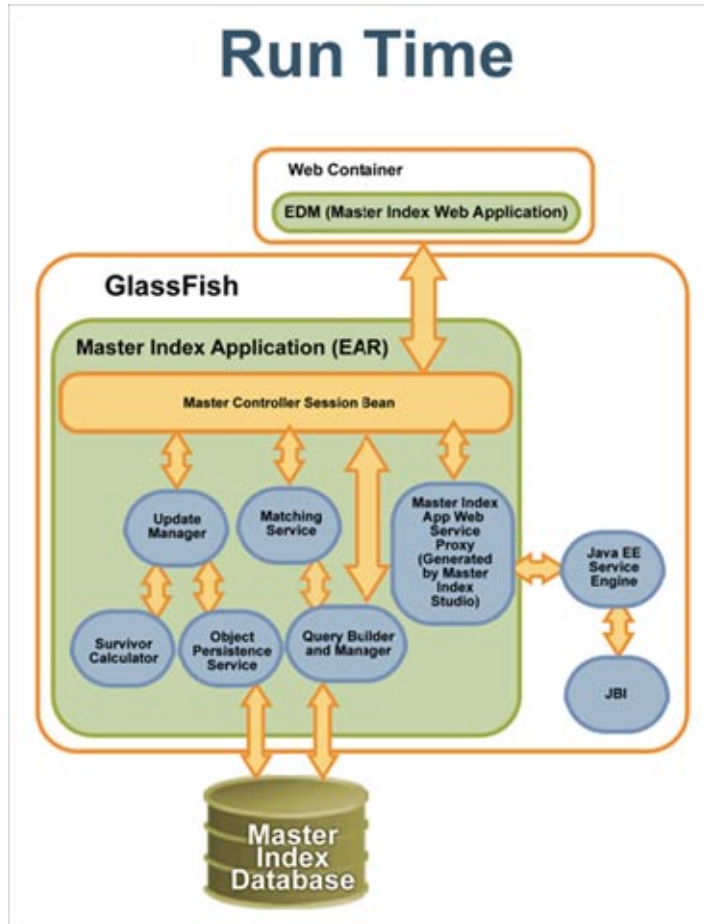 Run Time
Web Container
EDM (Master Index Web Application)
GlassFish
Master Index Application (EAR)
Master Controller Session Bean
Update
Manager
Matching
Service
Master Index
App Web
Service
Proxy
(Generated
by Master
Index
Studio)
Java EE
Service
Engine
Survivor
Calculator
Object
Persistence
Service
Query Builder
and Manager
JBI
Master
Index
Database